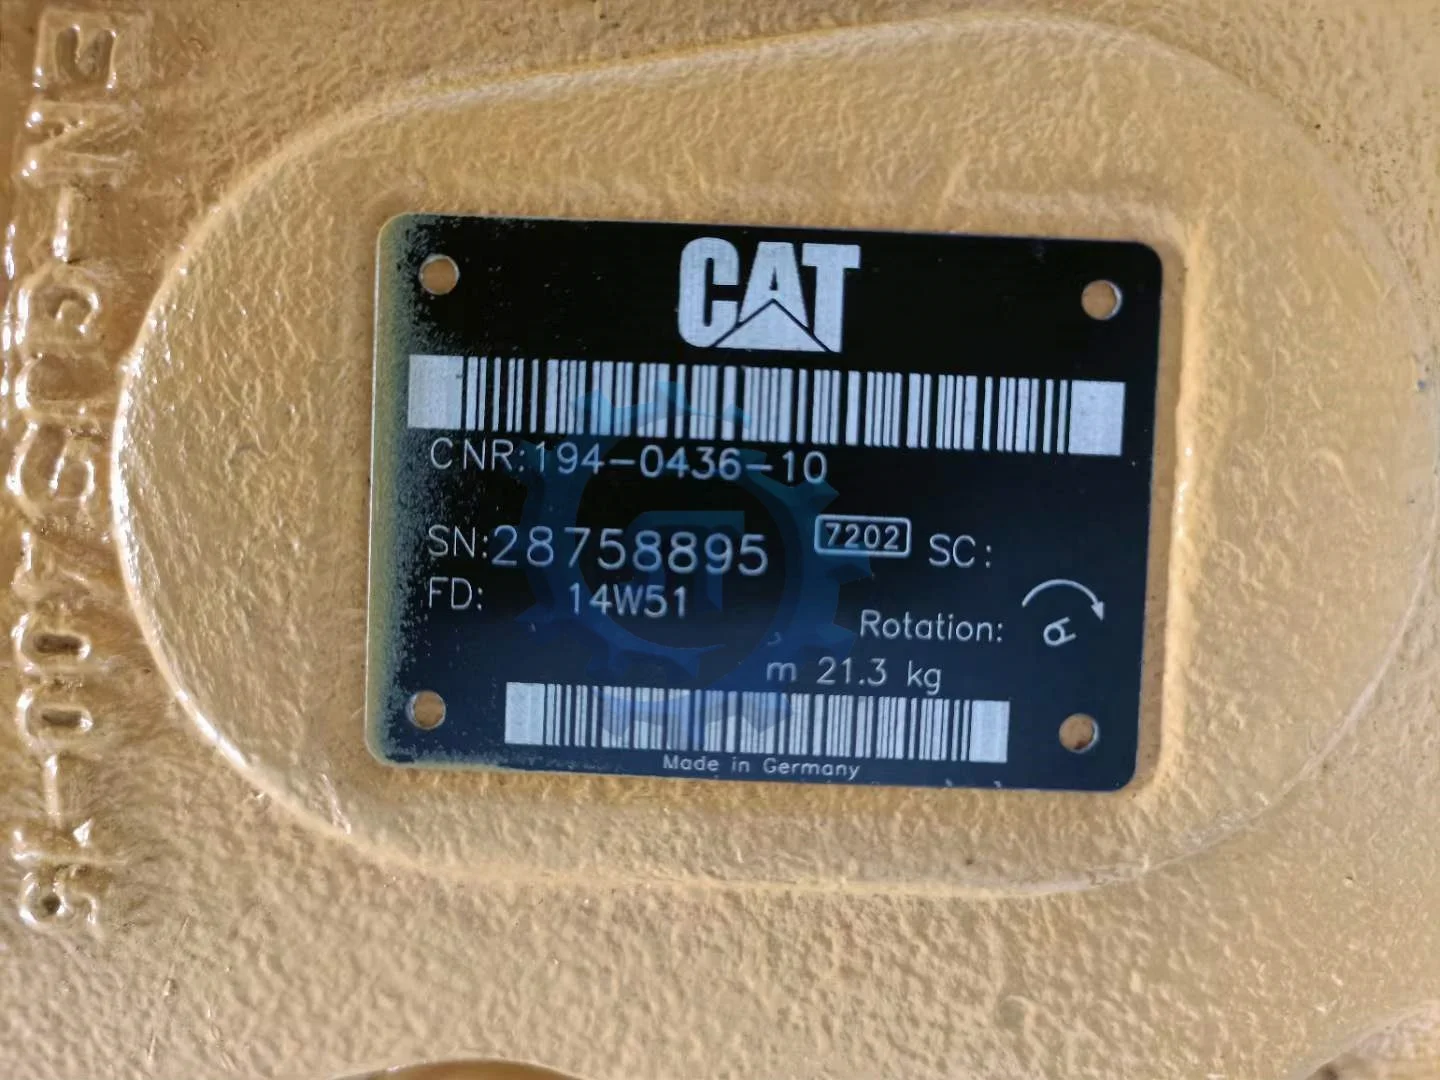 CAT
CNR:194-0436-10
SN:28758895 7202 SC:
FD: 14W51
Rotation:
m 21.3 kg
Made in Germany